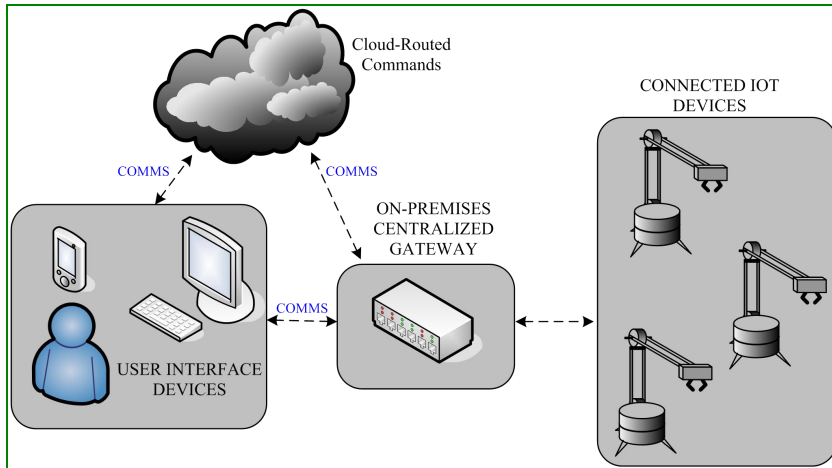 Cloud-Routed
Commands
CONNECTED IOT
DEVICES
COMMS
COMMS
ON-PREMISES
CENTRALIZED
GATEWAY
COMMS
USER INTERFACE
DEVICES